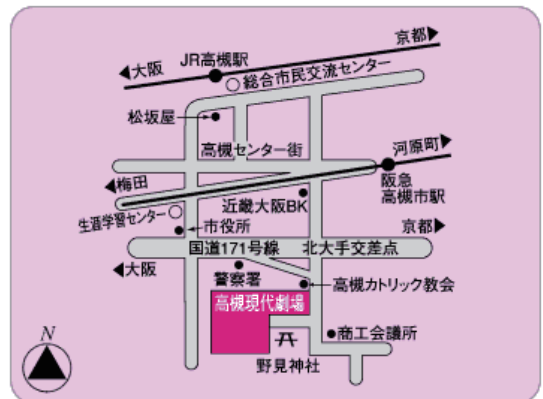 京都▶
JR高槻駅
◀大阪
総合市民交流センター
松坂屋
高槻センター街
河原町▶
◀梅田
阪急
高槻市駅
近畿大阪BK
生涯学習センター
市役所
京都▶
国道171号線 北大手交差点
◀大阪
警察署
高槻カトリック教会
高槻現代劇場
商工会議所
野見神社
N